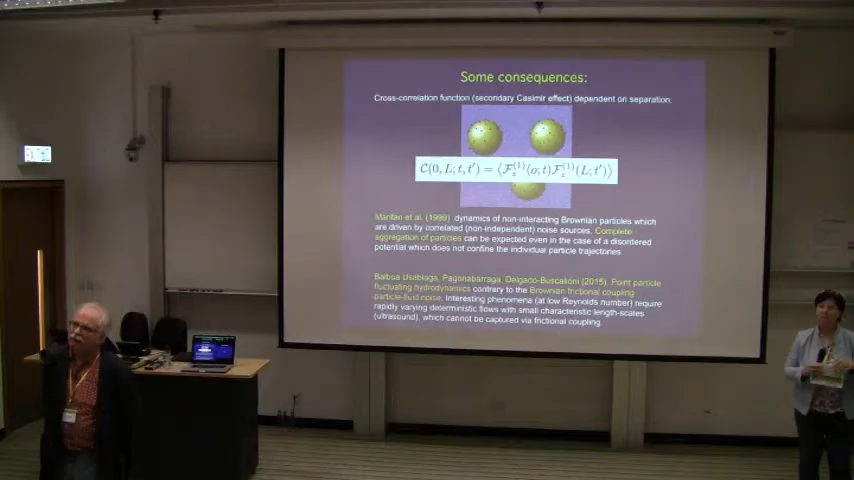 Some consequences:
Cross-correlation function (secondary Casimir effect) dependent on separation:
C(0, L; t, t′) = ⟨F_z^(1)(o; t)F_z^(1)(L; t′)⟩
Maritan et al. (1999) dynamics of non-interacting Brownian particles which
are driven by correlated (non-independent) noise sources. Complete
aggregation of particles can be expected even in the case of a disordered
potential which does not confine the individual particle trajectories.
Balboa Usabiaga, Pagonabarraga, Delgado-Buscalioni (2015). Point particle
fluctuating hydrodynamics contrary to the Brownian frictional coupling
particle-fluid noise. Interesting phenomena (at low Reynolds number) require
rapidly varying deterministic flows with small characteristic length-scales
(ultrasound), which cannot be captured via frictional coupling.